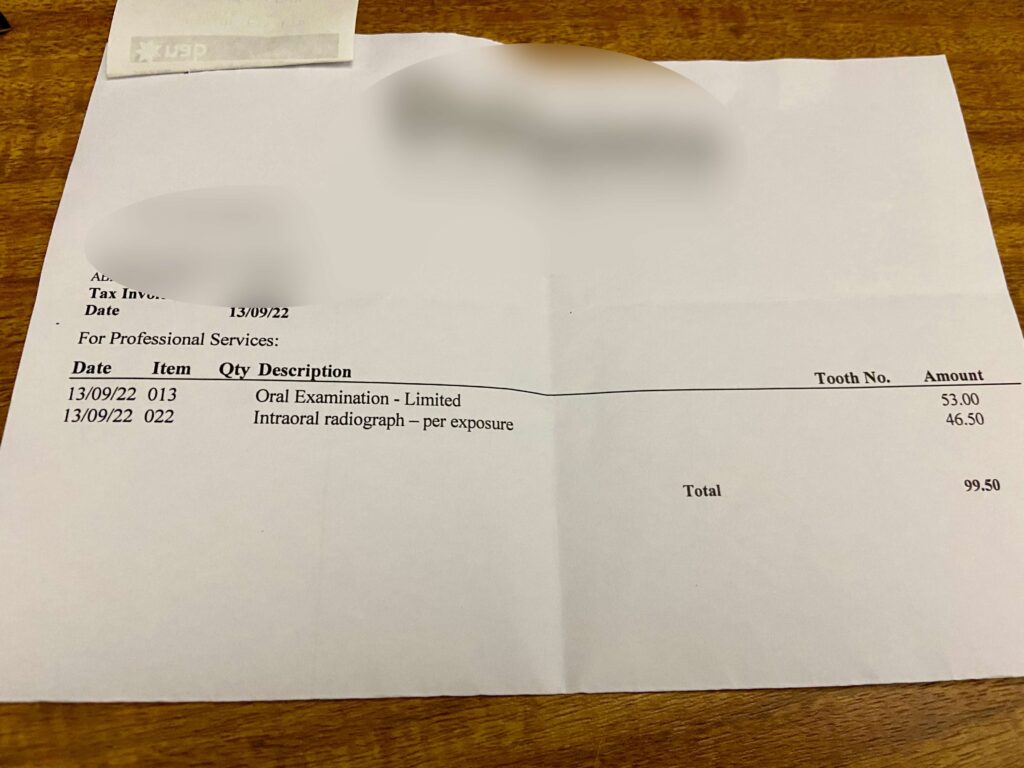 Tax
Date 13/09/22
For Professional Services:
Date Item Qty Description Tooth No. Amount
13/09/22 013 Oral Examination - Limited 53.00
13/09/22 022 Intraoral radiograph – per exposure 46.50
Total 99.50